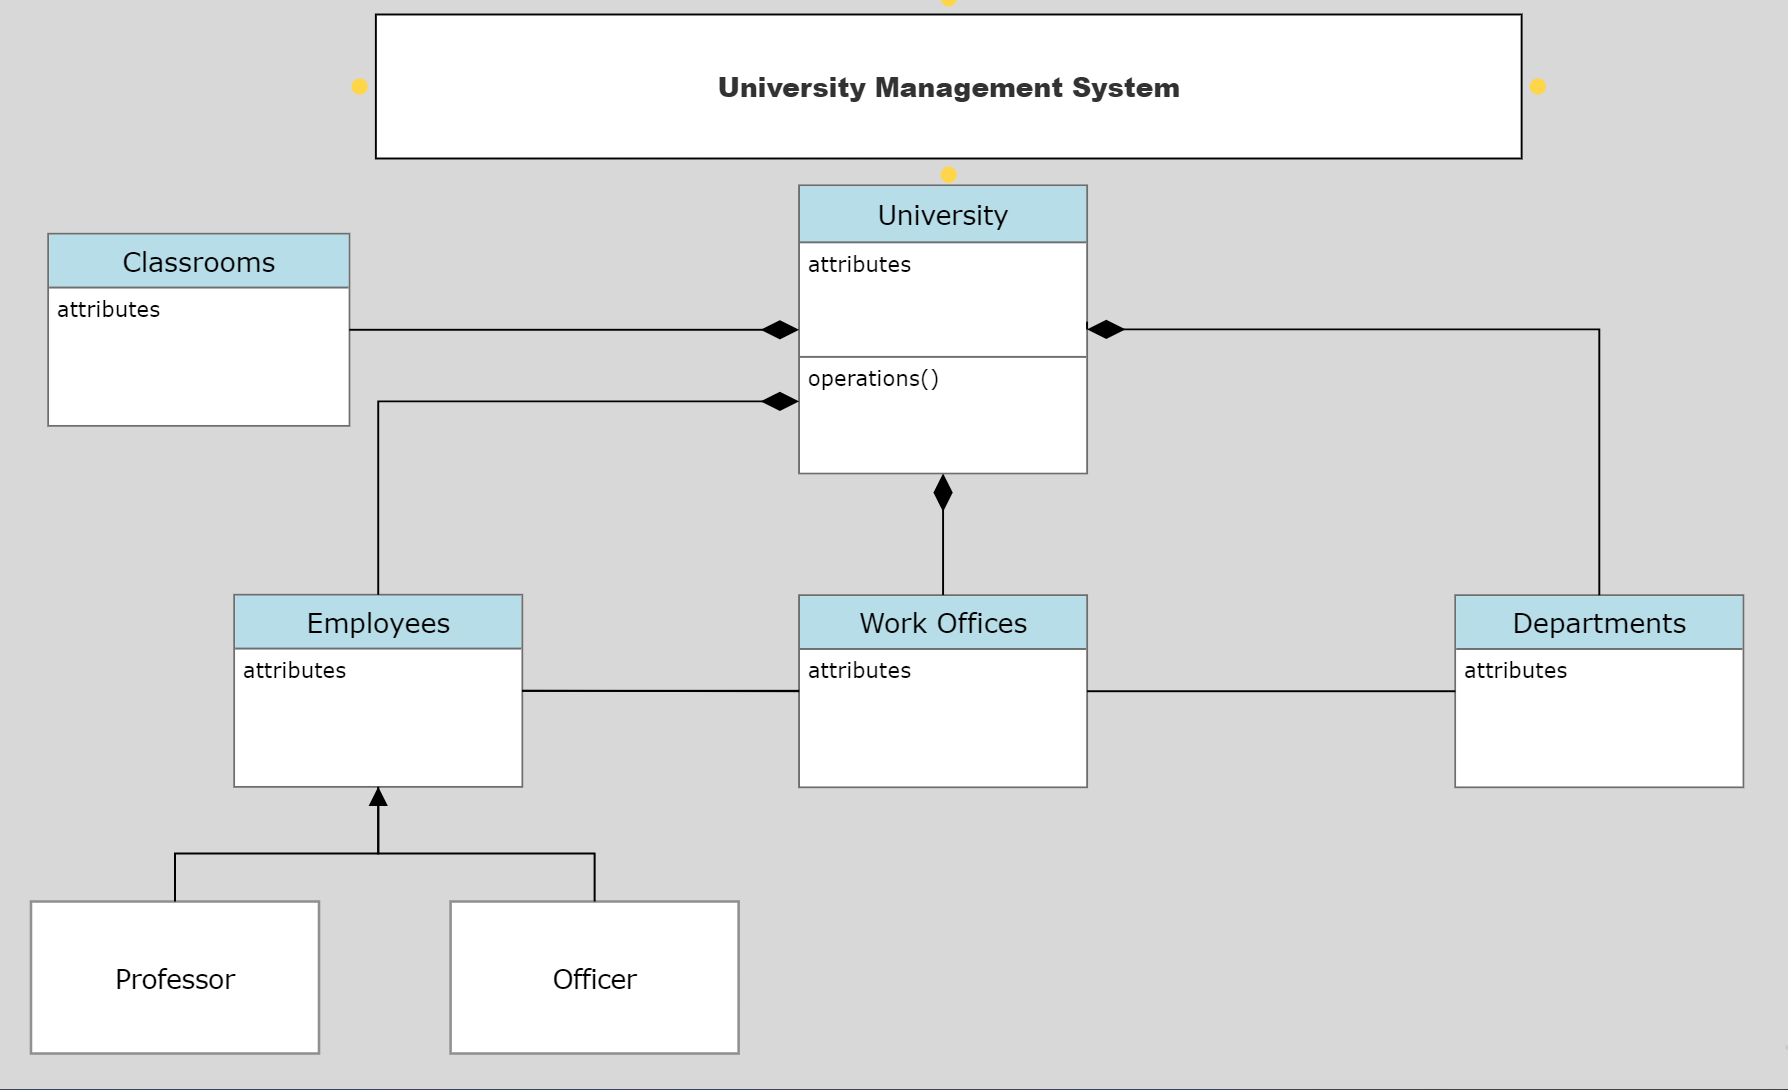 University Management System
University
attributes
operations()
Classrooms
attributes
Employees
attributes
Work Offices
attributes
Departments
attributes
Professor
Officer